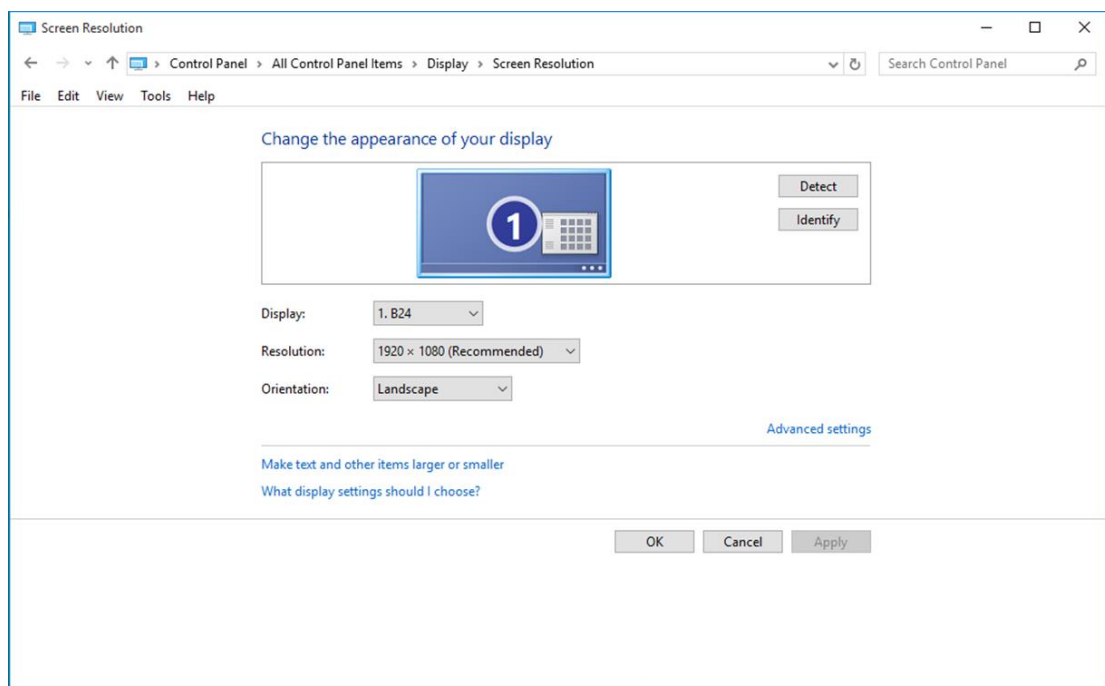 Screen Resolution
Control Panel > All Control Panel Items > Display > Screen Resolution
Search Control Panel
File Edit View Tools Help
Change the appearance of your display
1
Detect
Identify
Display: 1. B24
Resolution: 1920 × 1080 (Recommended)
Orientation: Landscape
Advanced settings
Make text and other items larger or smaller
What display settings should I choose?
OK Cancel Apply